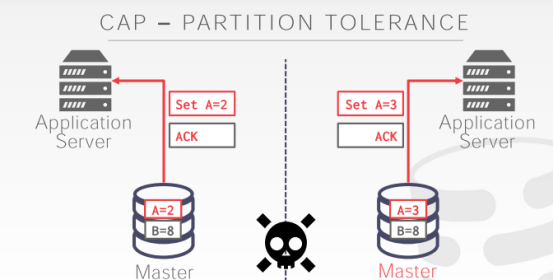 CAP – PARTITION TOLERANCE
Set A=2
ACK
Application
Server
A=2
B=8
Master
Set A=3
ACK
Application
Server
A=3
B=8
Master